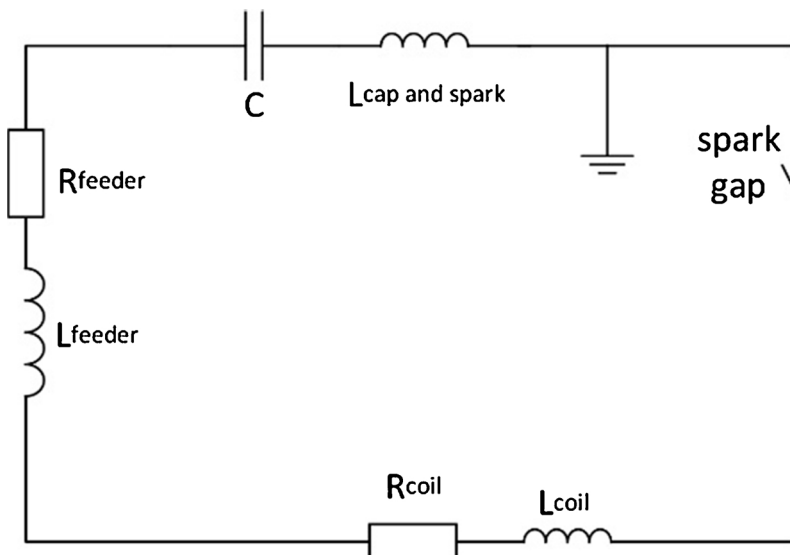 C
Lcap and spark
spark
gap
Rfeeder
Lfeeder
Rcoil
Lcoil